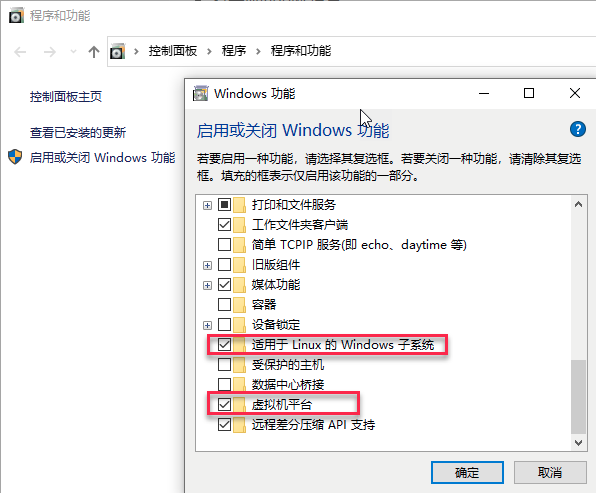 程序和功能
控制面板 > 程序 > 程序和功能
控制面板主页
查看已安装的更新
启用或关闭 Windows 功能
Windows 功能
启用或关闭 Windows 功能
若要启用一种功能，请选择其复选框。若要关闭一种功能，请清除其复选
框。填充的框表示仅启用该功能的一部分。
打印和文件服务
工作文件夹客户端
简单 TCPIP 服务(即 echo、daytime 等)
旧版组件
媒体功能
容器
设备锁定
适用于 Linux 的 Windows 子系统
受保护的主机
数据中心桥接
虚拟机平台
远程差分压缩 API 支持
确定
取消